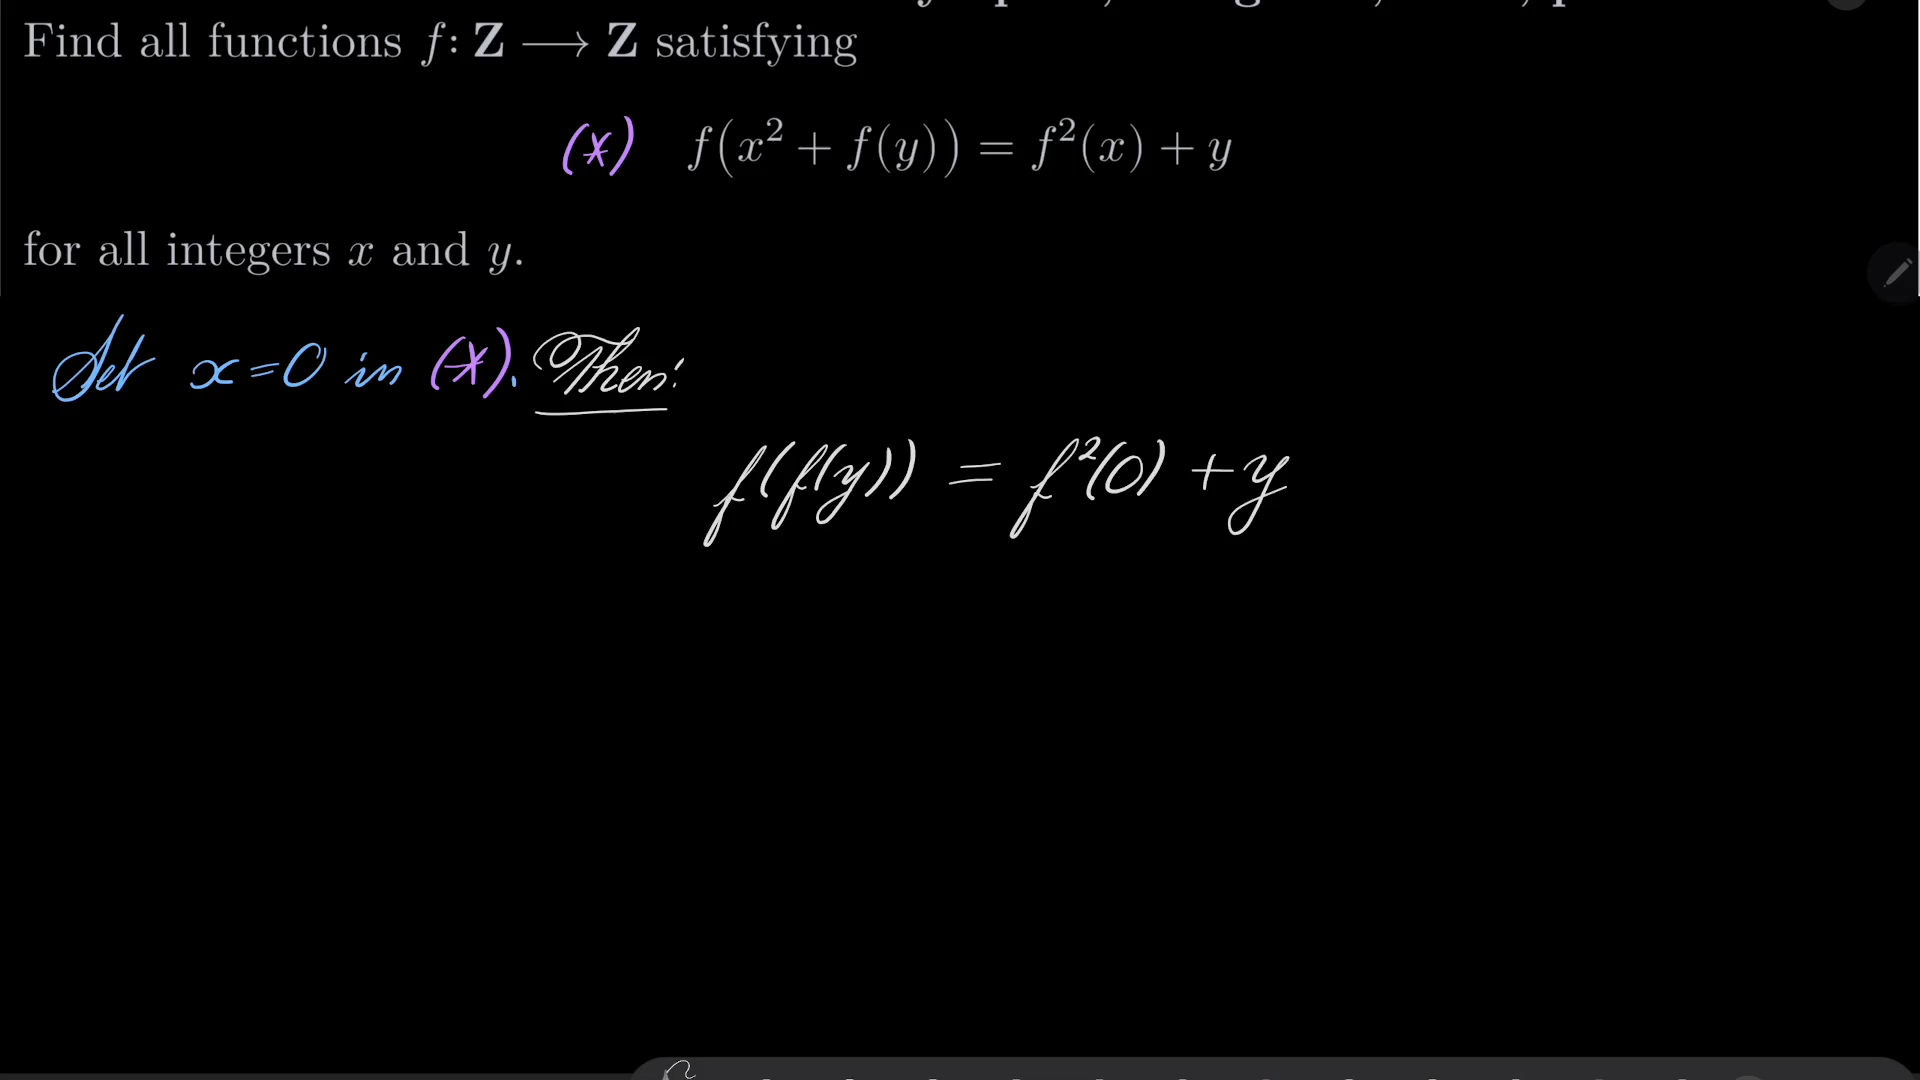 Find all functions f: Z ⟶ Z satisfying
(*) f(x² + f(y)) = f²(x) + y
for all integers x and y.
Set x=0 in (*). Then:
f(f(y)) = f²(0) + y